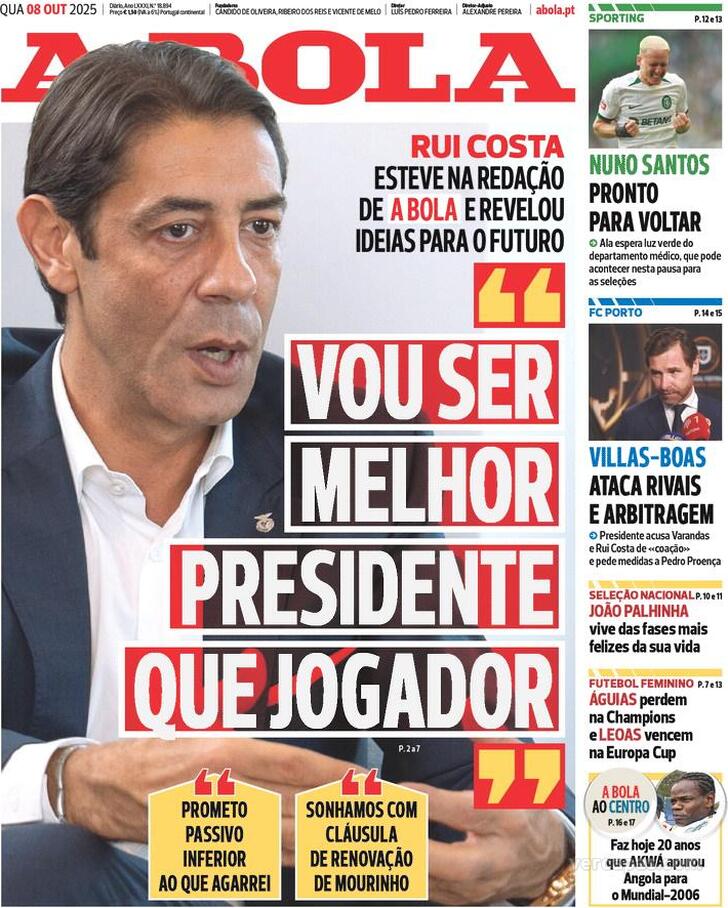 QUA 08 OUT 2025
Diário, Ano LXXXI, N.º 18.894
Preço: € 1,50 (IVA a 6%) Portugal continental
Fundadores
CÂNDIDO DE OLIVEIRA, RIBEIRO DOS REIS E VICENTE DE MELO
Diretor
LUÍS PEDRO FERREIRA
Diretor-Adjunto
ALEXANDRE PEREIRA
abola.pt
A BOLA
RUI COSTA
ESTEVE NA REDAÇÃO
DE A BOLA E REVELOU
IDEIAS PARA O FUTURO
“
VOU SER
MELHOR
PRESIDENTE
QUE JOGADOR
P. 2 a 7
”
“
PROMETO
PASSIVO
INFERIOR
AO QUE AGARREI
“
SONHAMOS COM
CLÁUSULA
DE RENOVAÇÃO
DE MOURINHO
SPORTING
P. 12 e 13
BETANO
NUNO SANTOS
PRONTO
PARA VOLTAR
Ala espera luz verde do
departamento médico, que pode
acontecer nesta pausa para
as seleções
FC PORTO
P. 14 e 15
VILLAS-BOAS
ATACA RIVAIS
E ARBITRAGEM
Presidente acusa Varandas
e Rui Costa de «coação»
e pede medidas a Pedro Proença
SELEÇÃO NACIONAL P. 10 e 11
JOÃO PALHINHA
vive das fases mais
felizes da sua vida
FUTEBOL FEMININO P. 7 e 13
ÁGUIAS perdem
na Champions
e LEOAS vencem
na Europa Cup
A BOLA
AO CENTRO
P. 16 e 17
Faz hoje 20 anos
que AKWÁ apurou
Angola para
o Mundial-2006